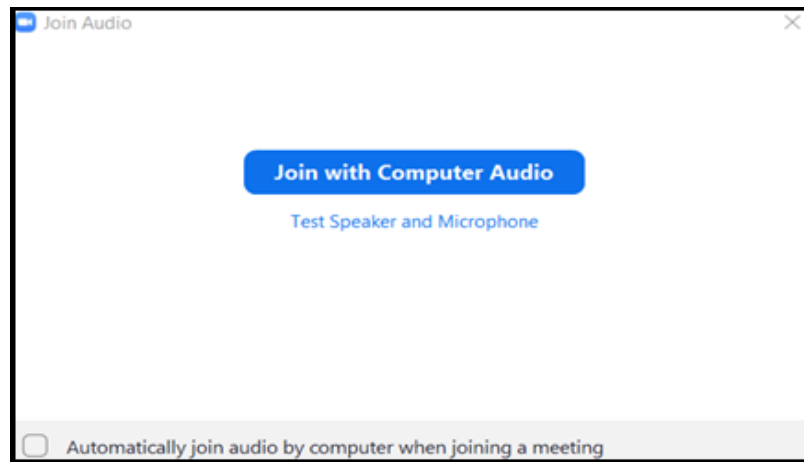 Join Audio
Join with Computer Audio
Test Speaker and Microphone
Automatically join audio by computer when joining a meeting